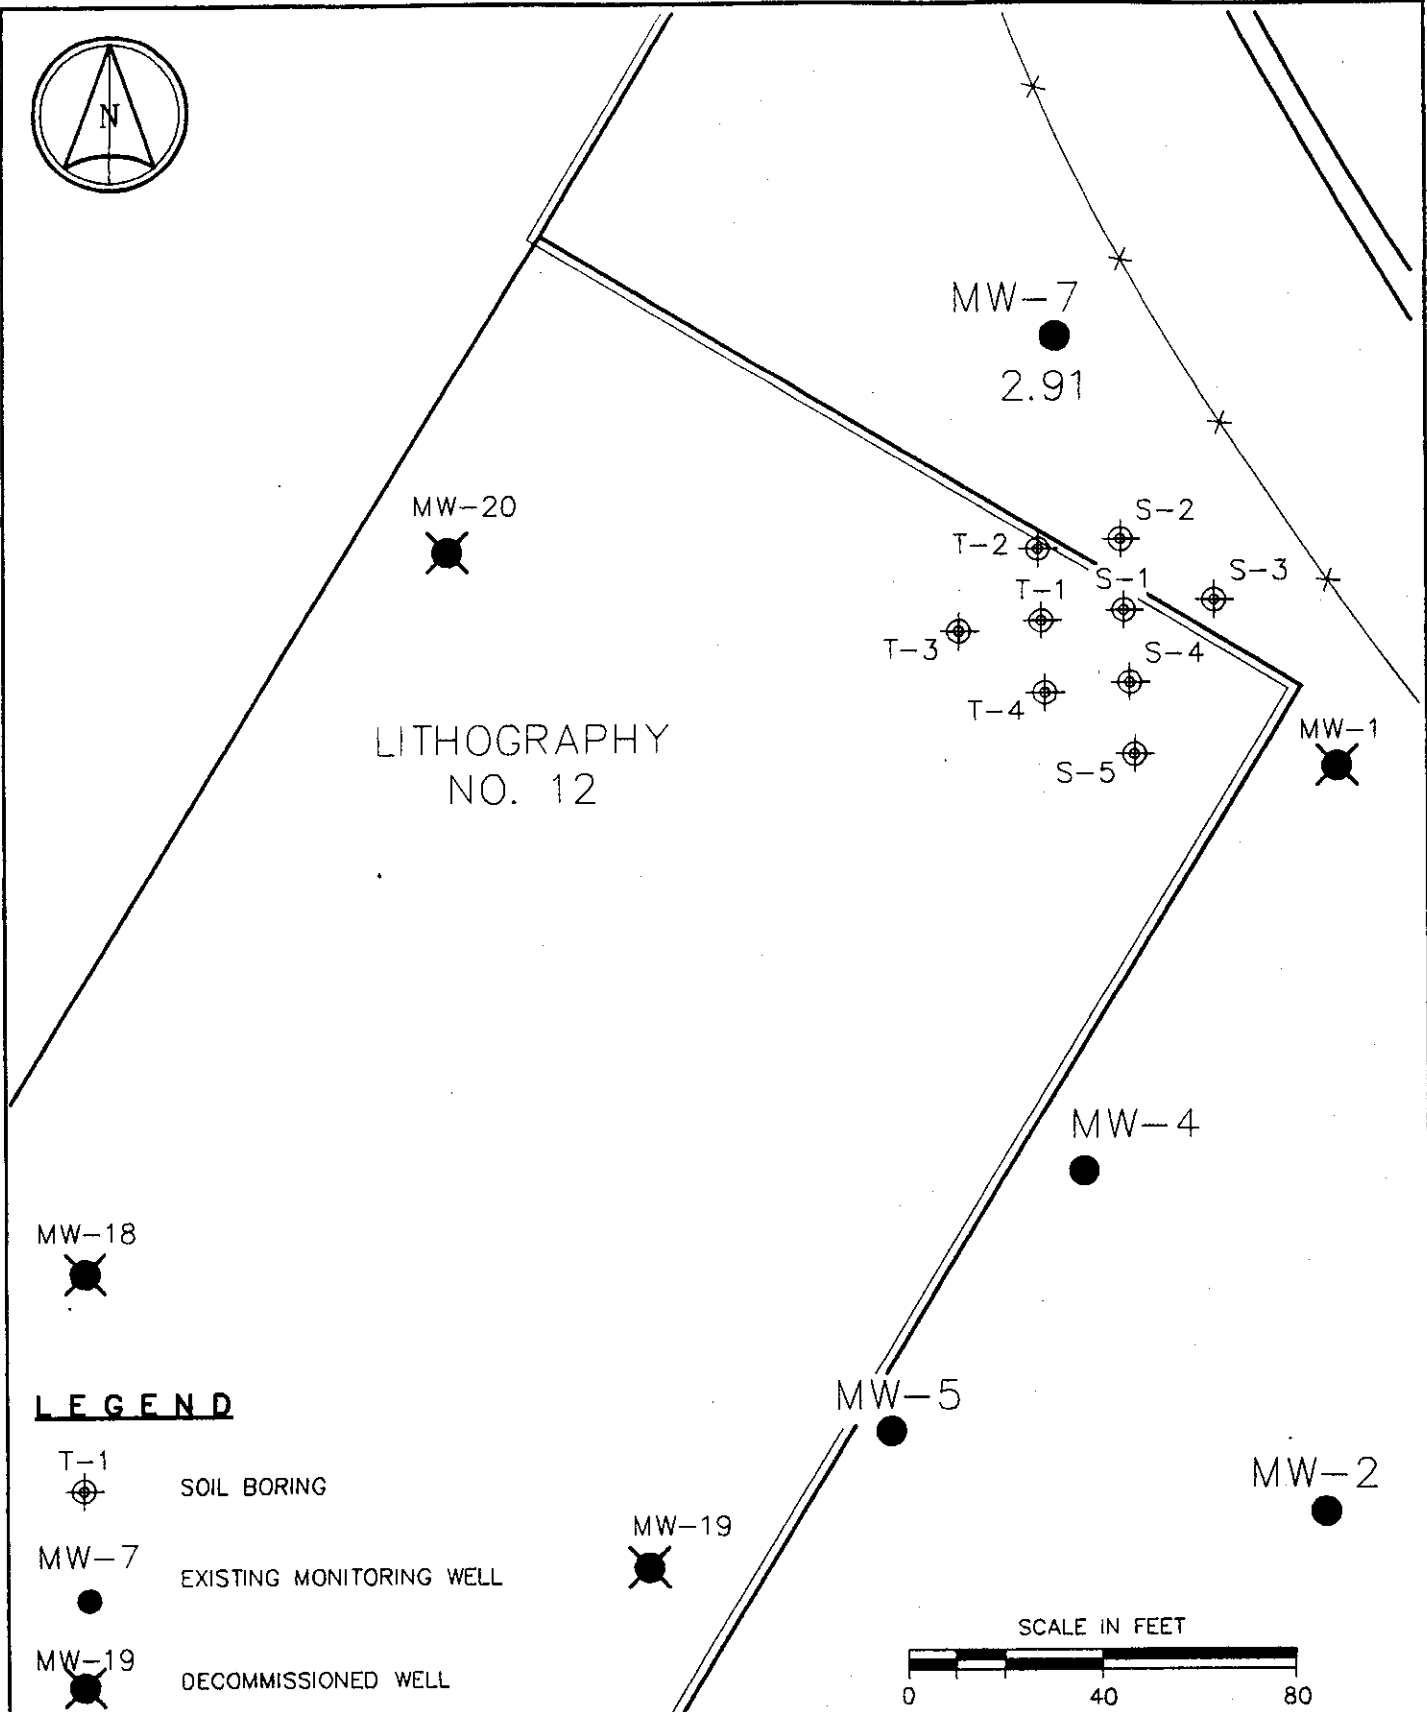 N
MW-7
2.91
MW-20
S-2
T-2
S-1
S-3
T-1
T-3
S-4
T-4
LITHOGRAPHY
NO. 12
MW-1
S-5
MW-4
MW-18
MW-5
LEGEND
T-1
SOIL BORING
MW-2
MW-19
MW-7
EXISTING MONITORING WELL
SCALE IN FEET
MW-19
DECOMMISSIONED WELL
0 40 80